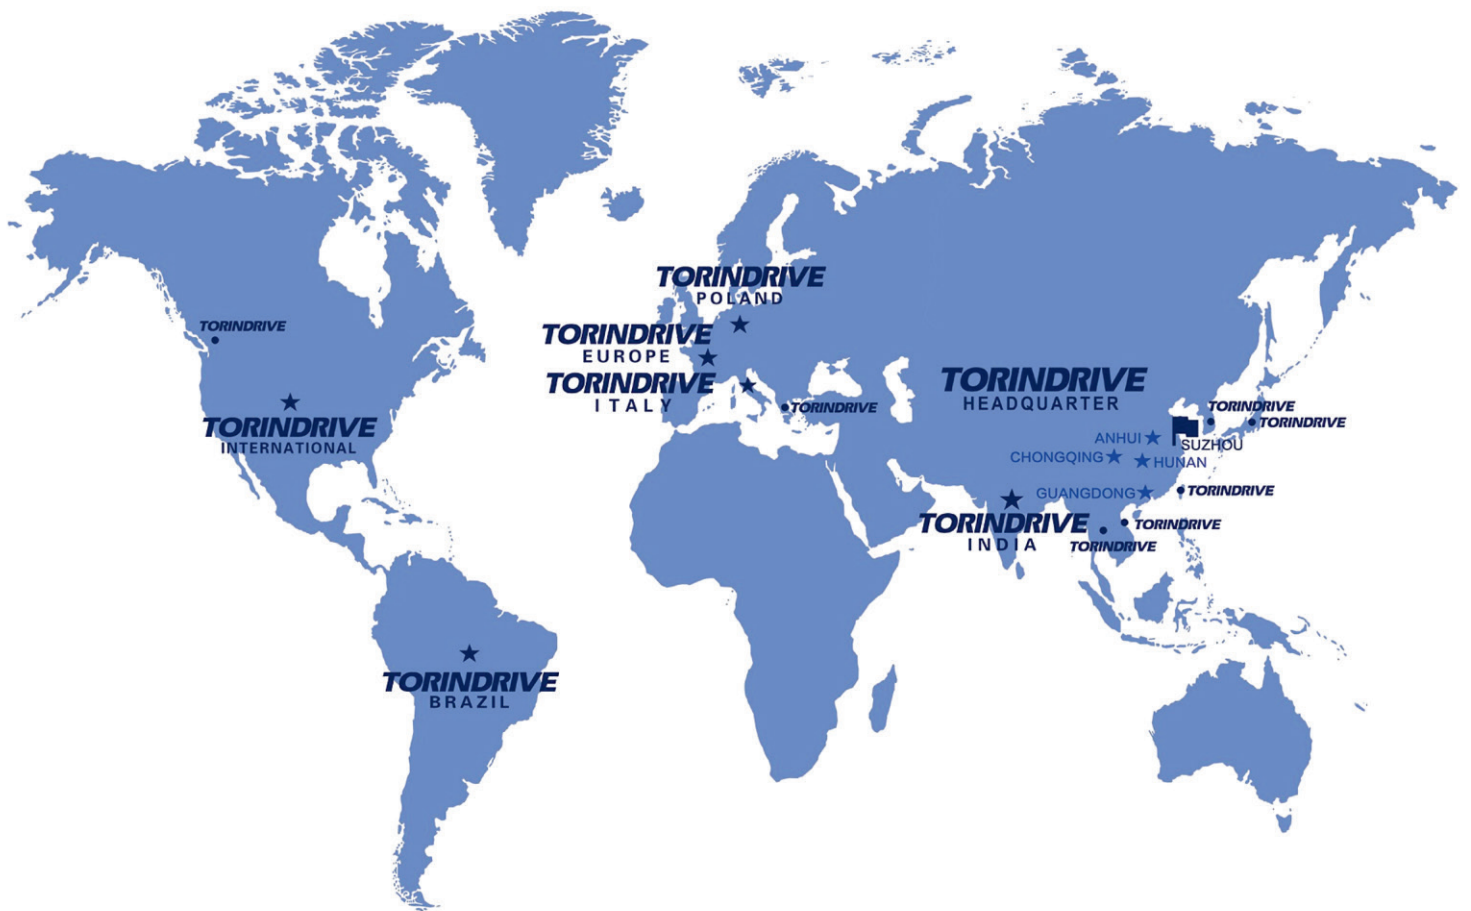 TORINDRIVE
POLAND
TORINDRIVE
TORINDRIVE
EUROPE
TORINDRIVE
ITALY
TORINDRIVE
TORINDRIVE
HEADQUARTER
TORINDRIVE
TORINDRIVE
TORINDRIVE
INTERNATIONAL
ANHUI
SUZHOU
CHONGQING
HUNAN
GUANGDONG
TORINDRIVE
TORINDRIVE
INDIA
TORINDRIVE
TORINDRIVE
TORINDRIVE
BRAZIL